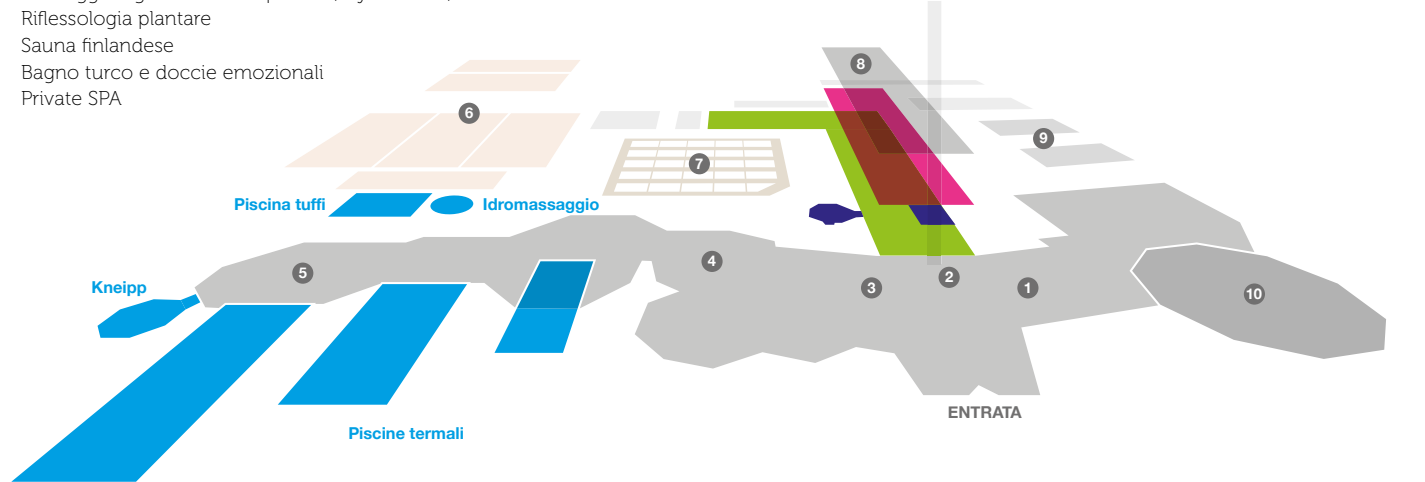 Riflessologia plantare
Sauna finlandese
Bagno turco e doccie emozionali
Private SPA
8
6
9
7
Piscina tuffi
Idromassaggio
4
5
2
Kneipp
3
1
10
ENTRATA
Piscine termali